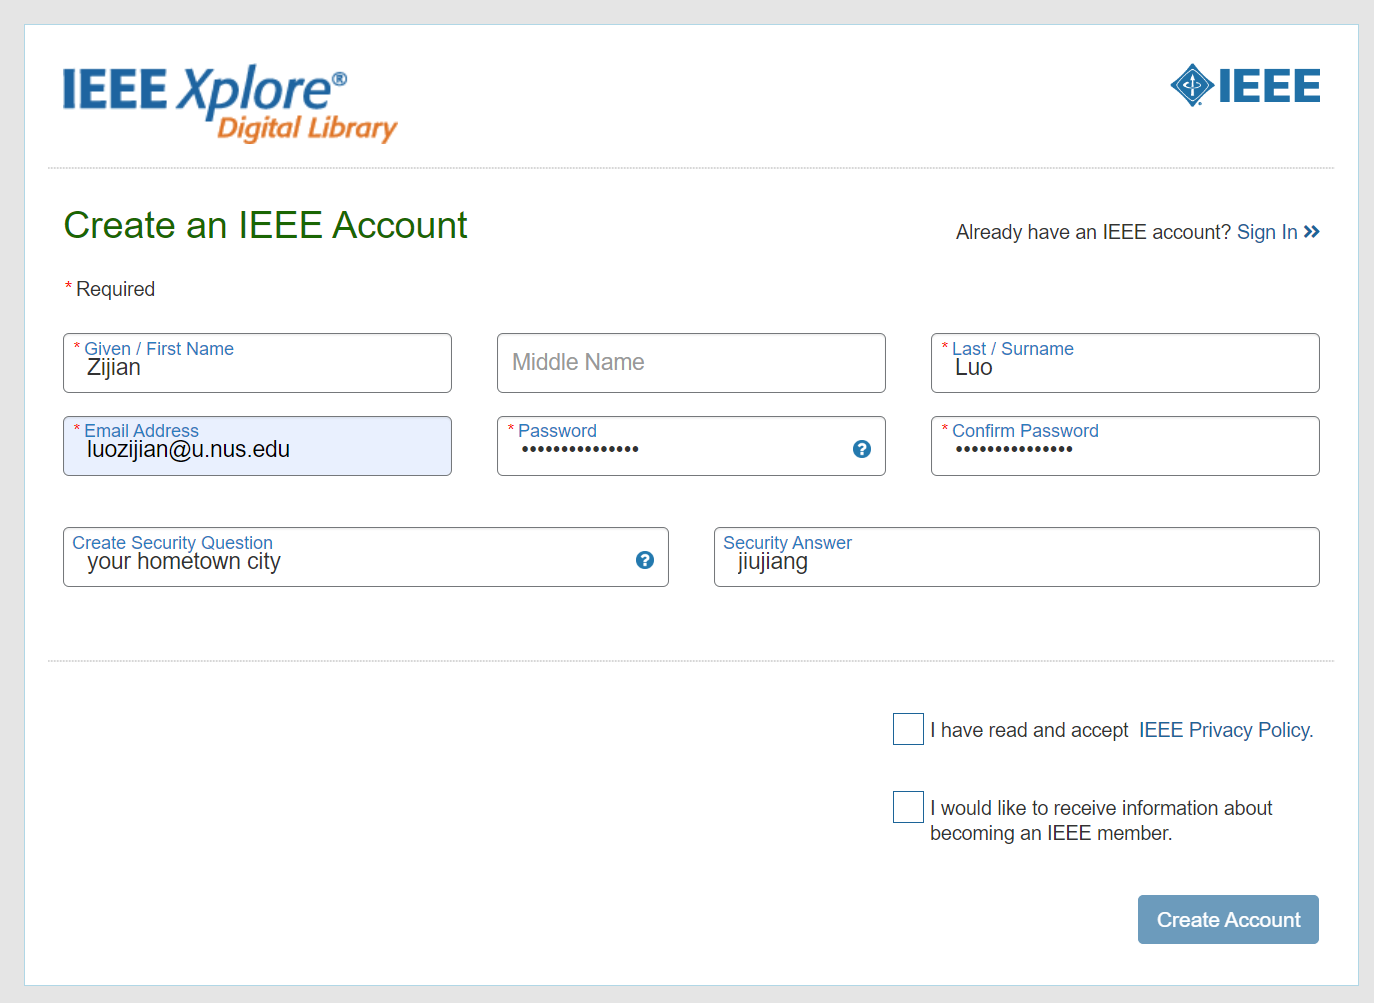 IEEE Xplore®
Digital Library
IEEE
Create an IEEE Account
Already have an IEEE account? Sign In »
* Required
* Given / First Name
Zijian
Middle Name
* Last / Surname
Luo
* Email Address
luozijian@u.nus.edu
* Password
•••••••••••••••
?
* Confirm Password
•••••••••••••••
Create Security Question
your hometown city
?
Security Answer
jiujiang
I have read and accept IEEE Privacy Policy.
I would like to receive information about
becoming an IEEE member.
Create Account